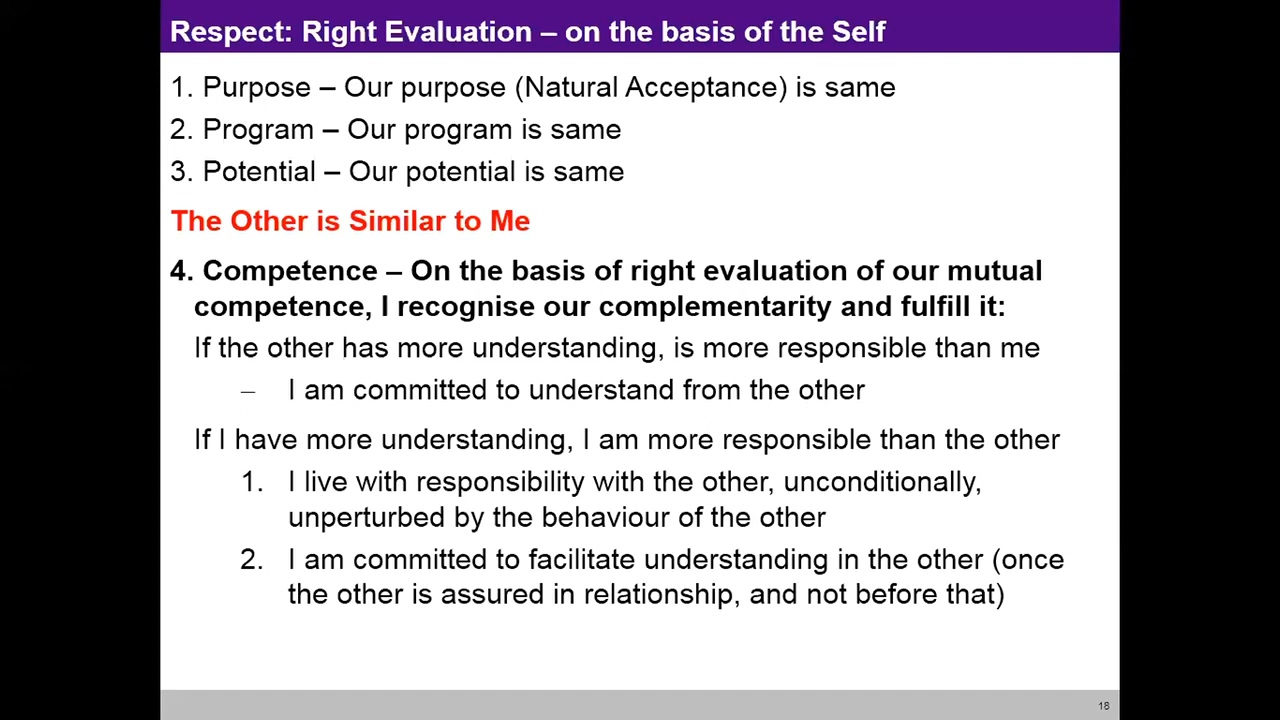 Respect: Right Evaluation – on the basis of the Self
1. Purpose – Our purpose (Natural Acceptance) is same
2. Program – Our program is same
3. Potential – Our potential is same
The Other is Similar to Me
4. Competence – On the basis of right evaluation of our mutual
competence, I recognise our complementarity and fulfill it:
If the other has more understanding, is more responsible than me
– I am committed to understand from the other
If I have more understanding, I am more responsible than the other
1. I live with responsibility with the other, unconditionally,
unperturbed by the behaviour of the other
2. I am committed to facilitate understanding in the other (once
the other is assured in relationship, and not before that)
18